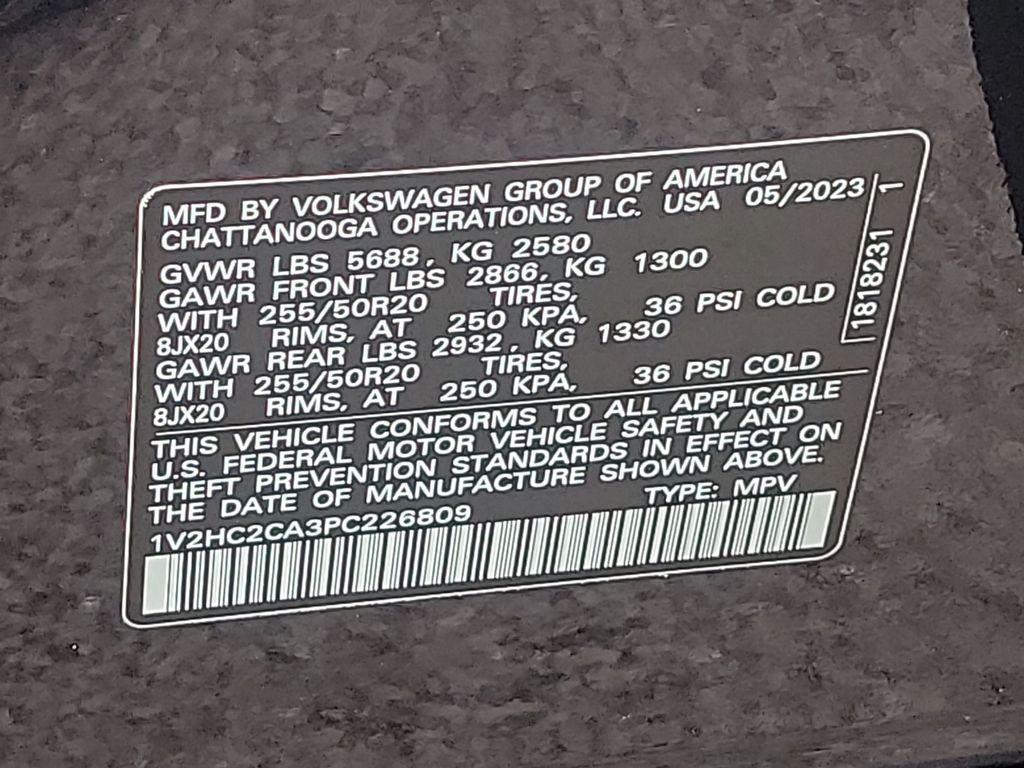 MFD BY VOLKSWAGEN GROUP OF AMERICA
CHATTANOOGA OPERATIONS, LLC. USA 05/2023
GVWR LBS 5688, KG 2580
GAWR FRONT LBS 2866, KG 1300
WITH 255/50R20 TIRES,
8JX20 RIMS, AT 250 KPA, 36 PSI COLD
GAWR REAR LBS 2932, KG 1330
WITH 255/50R20 TIRES,
8JX20 RIMS, AT 250 KPA, 36 PSI COLD
THIS VEHICLE CONFORMS TO ALL APPLICABLE
U.S. FEDERAL MOTOR VEHICLE SAFETY AND
THEFT PREVENTION STANDARDS IN EFFECT ON
THE DATE OF MANUFACTURE SHOWN ABOVE.
1V2HC2CA3PC226809 TYPE: MPV
1818231 1